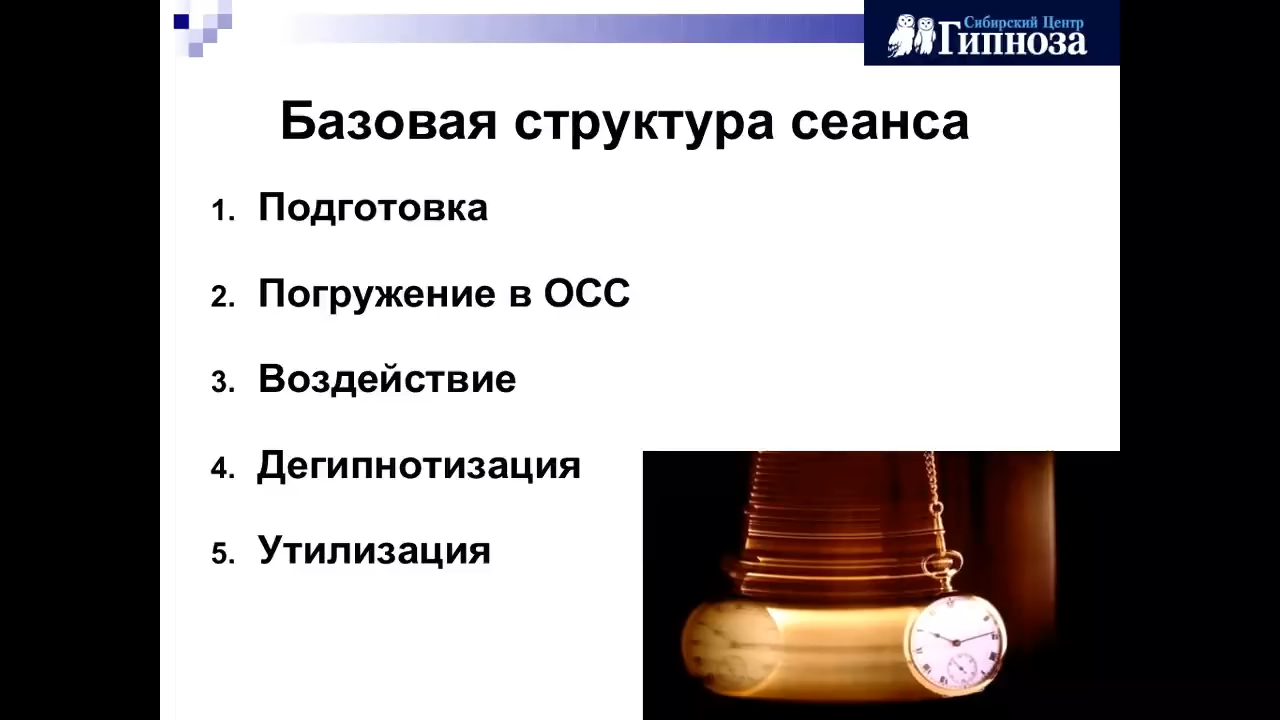 Сибирский Центр
Гипноза
Базовая структура сеанса
1. Подготовка
2. Погружение в ОСС
3. Воздействие
4. Дегипнотизация
5. Утилизация